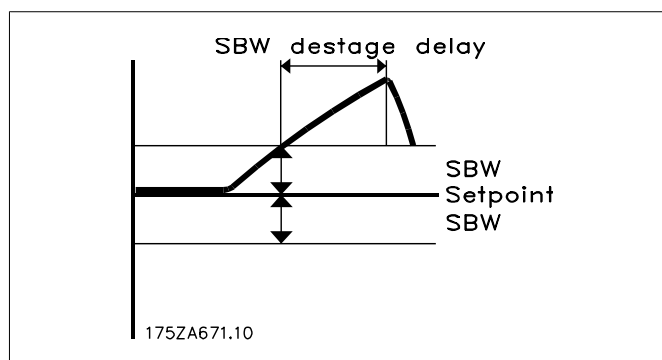 SBW destage delay
SBW
Setpoint
SBW
175ZA671.10